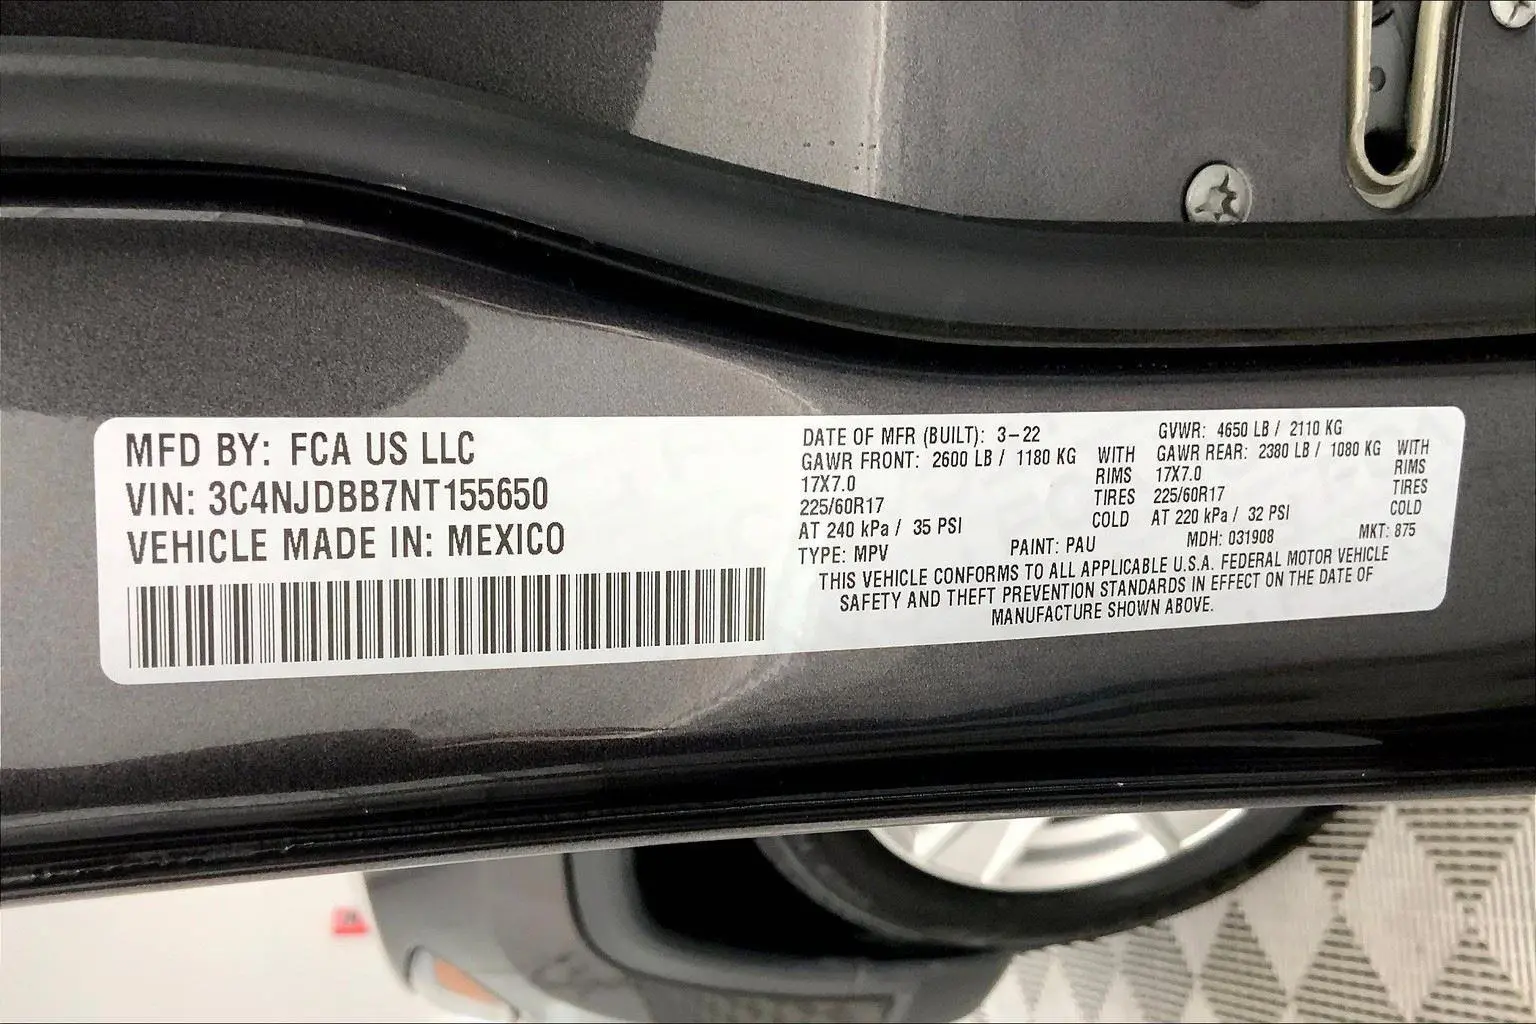 MFD BY: FCA US LLC
VIN: 3C4NJDBB7NT155650
VEHICLE MADE IN: MEXICO
DATE OF MFR (BUILT): 3-22 GVWR: 4650 LB / 2110 KG
GAWR FRONT: 2600 LB / 1180 KG WITH GAWR REAR: 2380 LB / 1080 KG WITH
17X7.0 RIMS 17X7.0 RIMS
225/60R17 TIRES 225/60R17 TIRES
AT 240 kPa / 35 PSI COLD AT 220 kPa / 32 PSI COLD
TYPE: MPV PAINT: PAU MDH: 031908 MKT: 875
THIS VEHICLE CONFORMS TO ALL APPLICABLE U.S.A. FEDERAL MOTOR VEHICLE
SAFETY AND THEFT PREVENTION STANDARDS IN EFFECT ON THE DATE OF
MANUFACTURE SHOWN ABOVE.